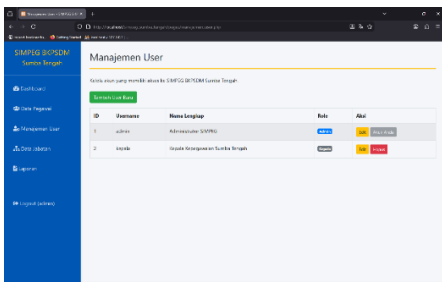 SIMPEG BKPSDM
Sumba Tengah
Dashboard
Data Pegawai
Manajemen User
Data Jabatan
Laporan
Logout (admin)
Manajemen User
Kelola akun yang memiliki akses ke SIMPEG BKPSDM Sumba Tengah.
Tambah User Baru
ID Username Nama Lengkap Role Aksi
1 admin Administrator SIMPEG Admin Edit
2 kepala Kepala Kepegawaian Sumba Tengah Kepala Edit Hapus